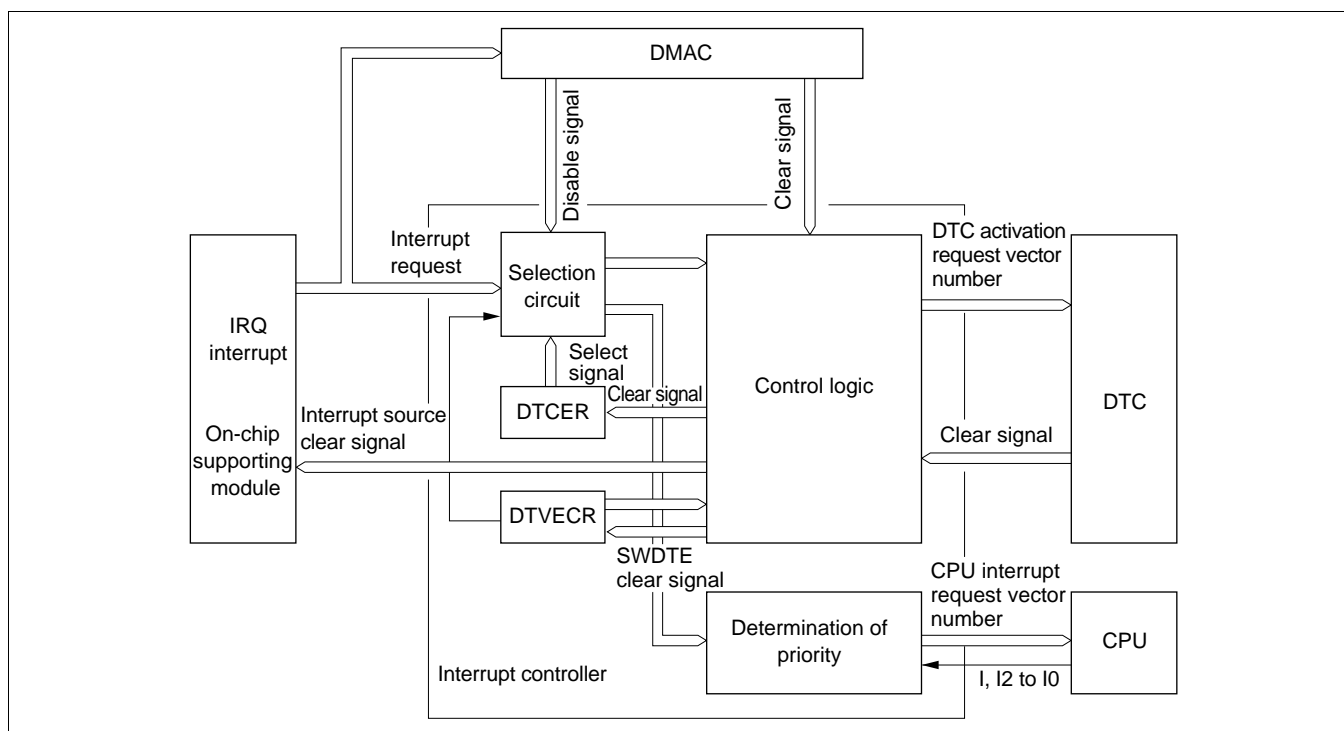 DMAC
Disable signal
Clear signal
Interrupt
request
Selection
circuit
DTC activation
request vector
number
IRQ
interrupt
Select
signal
Control logic
DTC
DTCER
Clear signal
Interrupt source
clear signal
On-chip
supporting
module
Clear signal
DTVECR
SWDTE
clear signal
CPU interrupt
request vector
number
Determination of
priority
CPU
Interrupt controller
I, I2 to I0